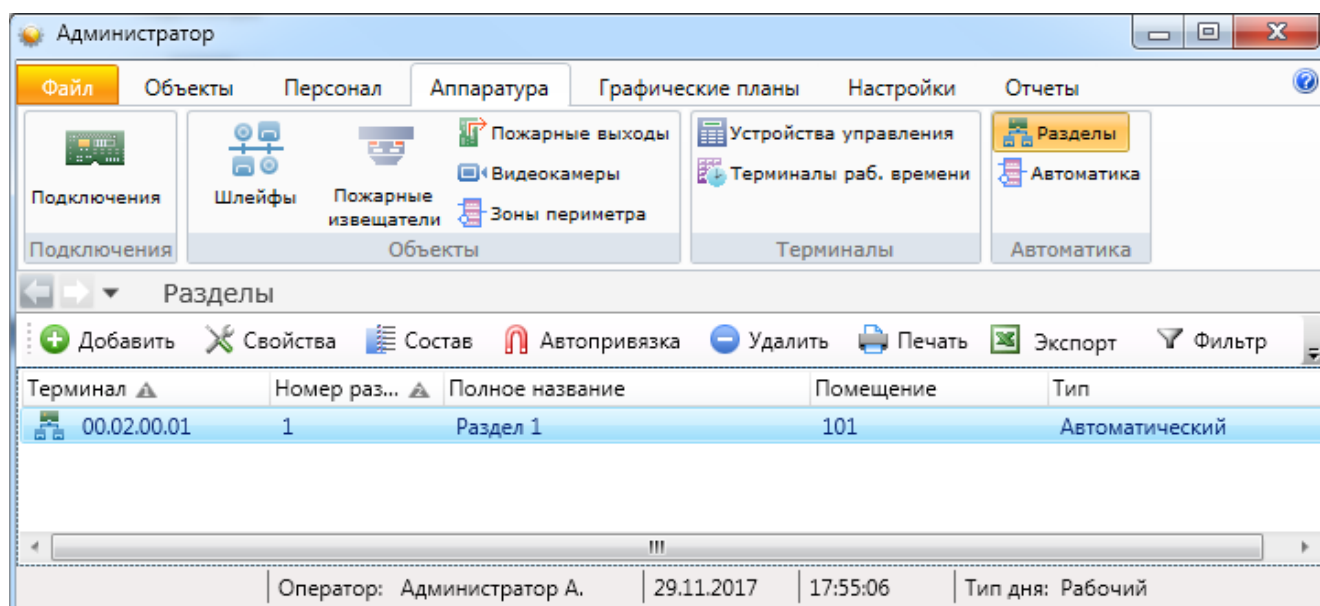 Администратор
Файл Объекты Персонал Аппаратура Графические планы Настройки Отчеты
Подключения
Шлейфы
Пожарные извещатели
Пожарные выходы
Видеокамеры
Зоны периметра
Устройства управления
Терминалы раб. времени
Разделы
Автоматика
Подключения Объекты Терминалы Автоматика
Разделы
Добавить Свойства Состав Автопривязка Удалить Печать Экспорт Фильтр
Терминал Номер раз... Полное название Помещение Тип
00.02.00.01 1 Раздел 1 101 Автоматический
Оператор: Администратор А. 29.11.2017 17:55:06 Тип дня: Рабочий